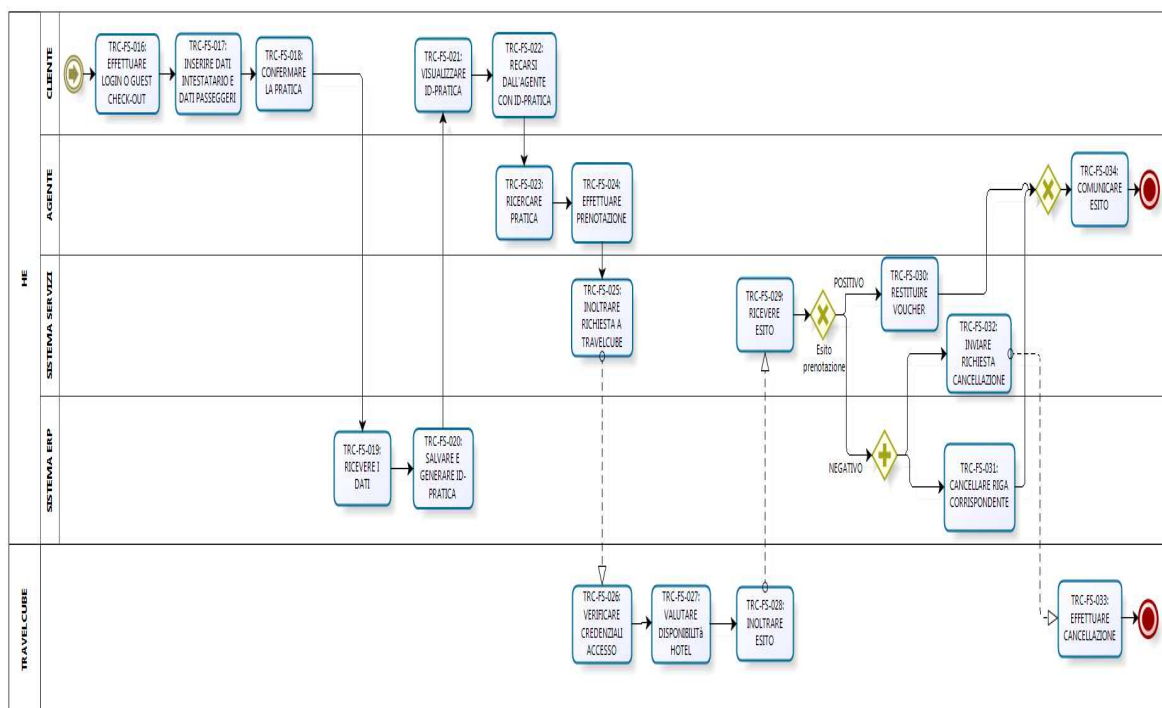 HE
CLIENTE
TRC-FS-016:
EFFETTUARE
LOGIN O GUEST
CHECK-OUT
TRC-FS-017:
INSERIRE DATI
INTESTATARIO E
DATI PASSEGGERI
TRC-FS-018:
CONFERMARE
LA PRATICA
TRC-FS-021:
VISUALIZZARE
ID-PRATICA
TRC-FS-022:
RECARSI
DALL'AGENTE
CON ID-PRATICA
AGENTE
TRC-FS-023:
RICERCARE
PRATICA
TRC-FS-024:
EFFETTUARE
PRENOTAZIONE
TRC-FS-034:
COMUNICARE
ESITO
SISTEMA SERVIZI
TRC-FS-025:
INOLTRARE
RICHIESTA A
TRAVELCUBE
TRC-FS-029:
RICEVERE
ESITO
Esito
prenotazione
POSITIVO
NEGATIVO
TRC-FS-030:
RESTITUIRE
VOUCHER
TRC-FS-032:
INVIARE
RICHIESTA
CANCELLAZIONE
SISTEMA ERP
TRC-FS-019:
RICEVERE I
DATI
TRC-FS-020:
SALVARE E
GENERARE ID-
PRATICA
TRC-FS-031:
CANCELLARE RIGA
CORRISPONDENTE
TRAVELCUBE
TRC-FS-026:
VERIFICARE
CREDENZIALI
ACCESSO
TRC-FS-027:
VALUTARE
DISPONIBILITà
HOTEL
TRC-FS-028:
INOLTRARE
ESITO
TRC-FS-033:
EFFETTUARE
CANCELLAZIONE